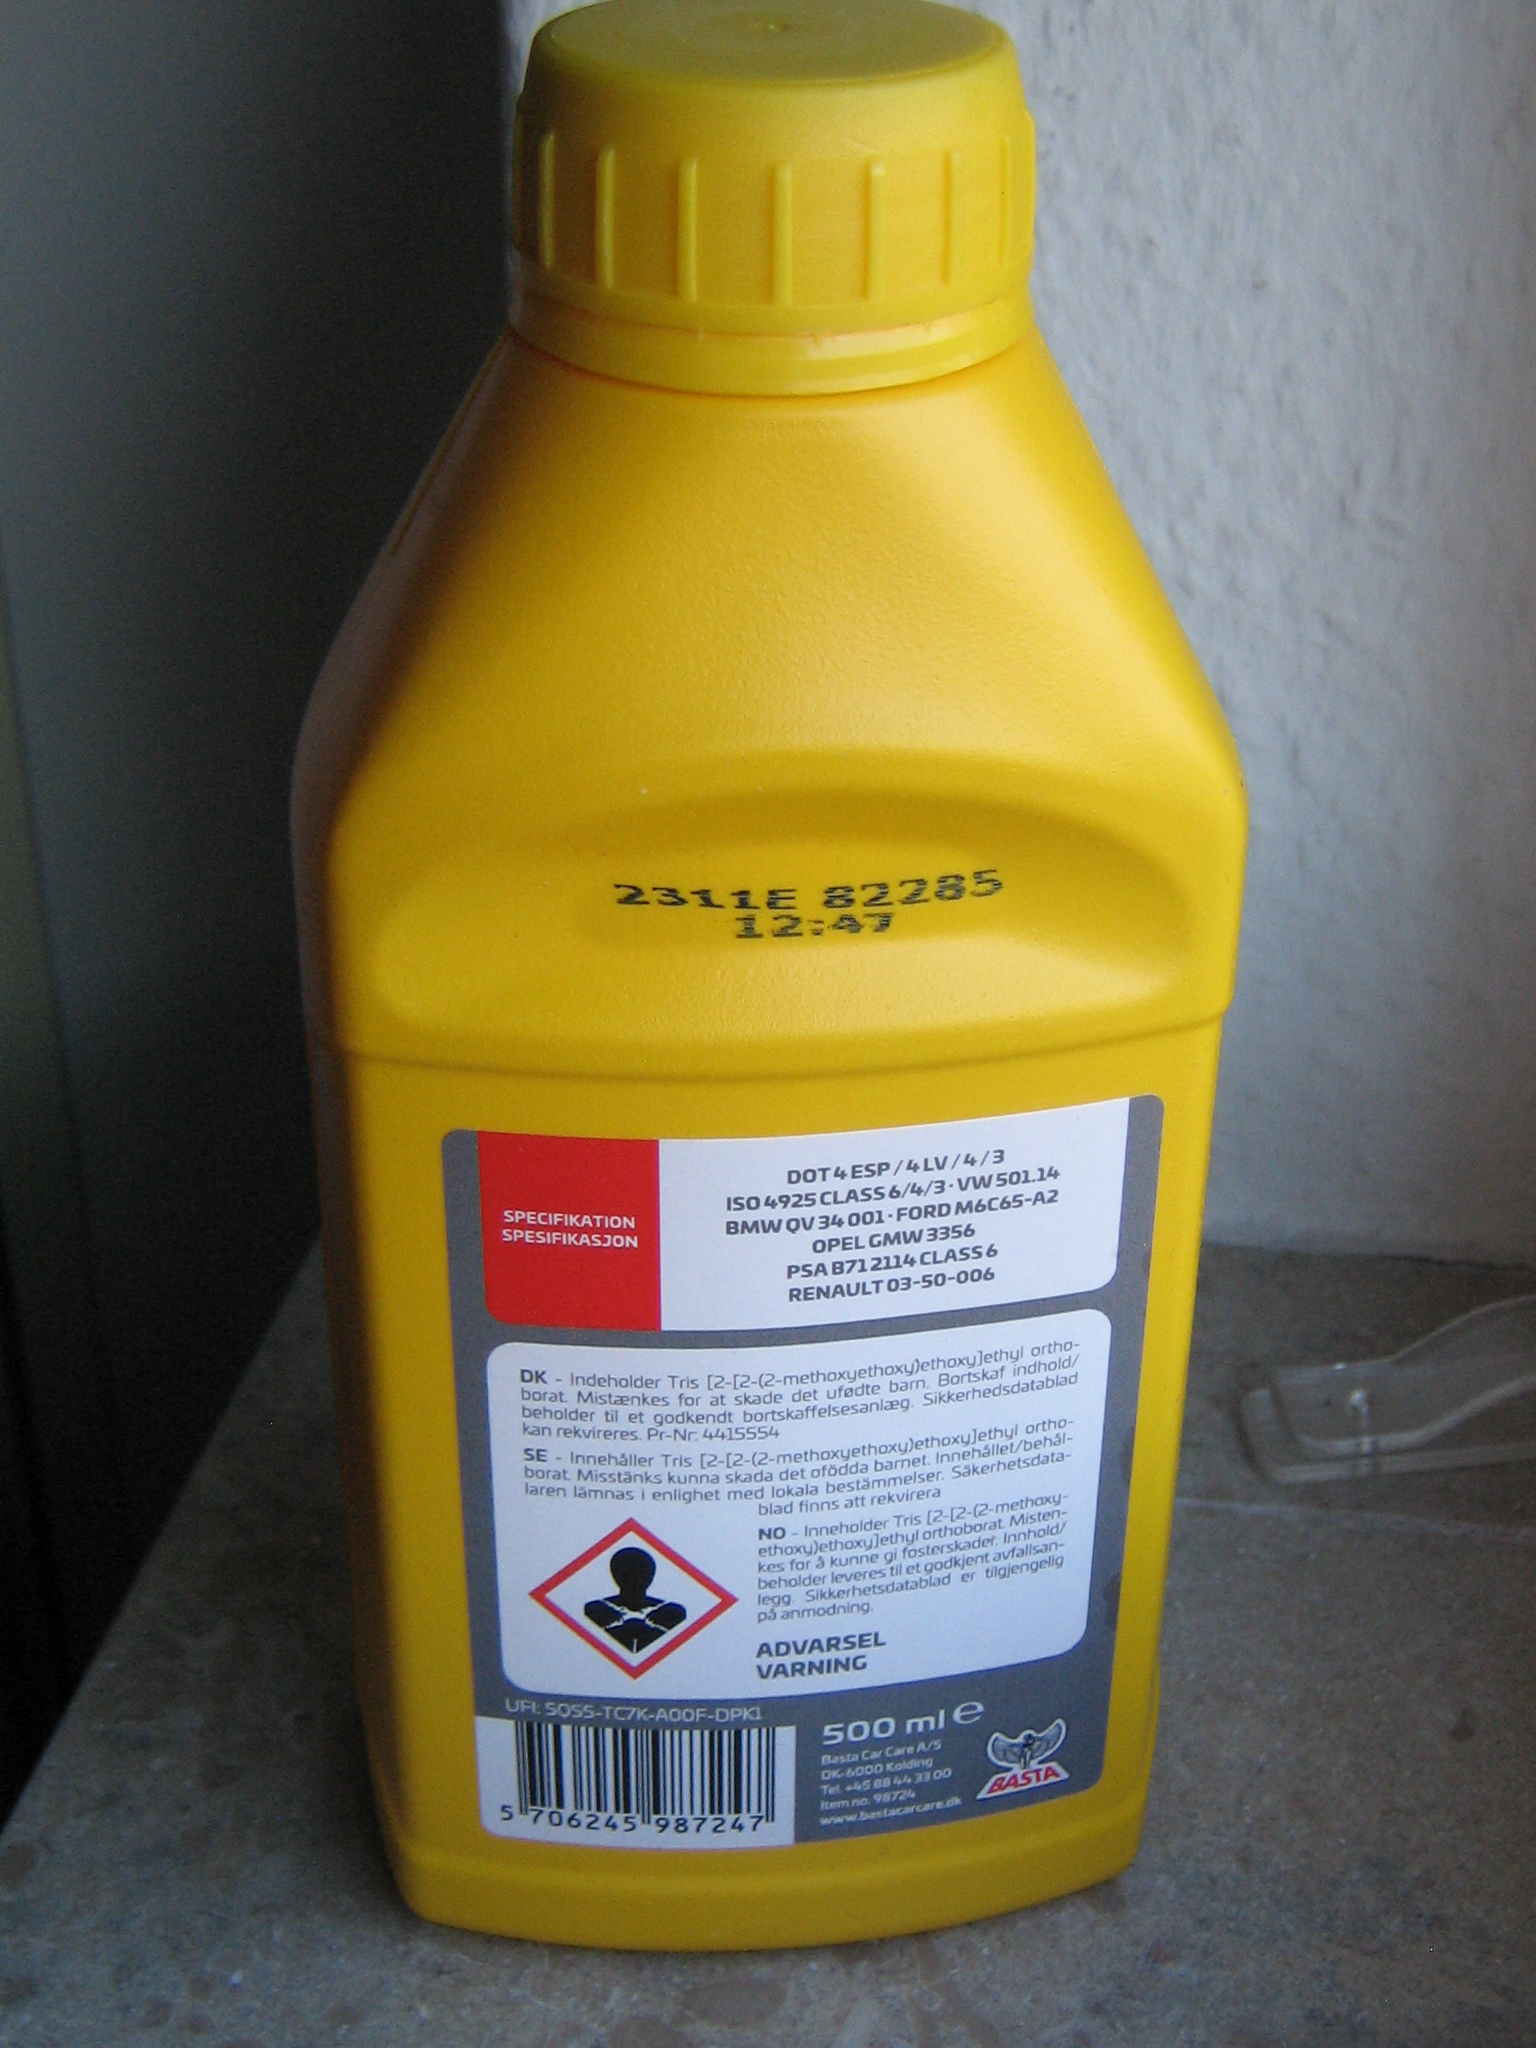 2311E 82285
12:47
SPECIFIKATION
SPESIFIKASJON
DOT 4 ESP / 4 LV / 4 / 3
ISO 4925 CLASS 6/4/3 · VW 501.14
BMW QV 34 001 · FORD M6C65-A2
OPEL GMW 3356
PSA B71 2114 CLASS 6
RENAULT 03-50-006
DK - Indeholder Tris [2-[2-(2-methoxyethoxy)ethoxy]ethyl ortho-
borat. Mistænkes for at skade det ufødte barn. Bortskaf indhold/
beholder til et godkendt bortskaffelsesanlæg. Sikkerhedsdatablad
kan rekvireres. Pr-Nr: 4415554
SE - Innehåller Tris [2-[2-(2-methoxyethoxy)ethoxy]ethyl ortho-
borat. Misstänks kunna skada det ofödda barnet. Innehållet/behål-
laren lämnas i enlighet med lokala bestämmelser. Säkerhetsdata-
blad finns att rekvirera
NO - Inneholder Tris [2-[2-(2-methoxy-
ethoxy)ethoxy]ethyl orthoborat. Misten-
kes for å kunne gi fosterskader. Innhold/
beholder leveres til et godkjent avfallsan-
legg. Sikkerhetsdatablad er tilgjengelig
på anmodning.
ADVARSEL
VARNING
UFI: 5055-TC7K-A00F-DPK1
5 706245 987247
500 ml e
Basta Car Care A/S
DK-6000 Kolding
Tel. +45 88 44 33 00
Item no. 98724
www.bastacarcare.dk
BASTA